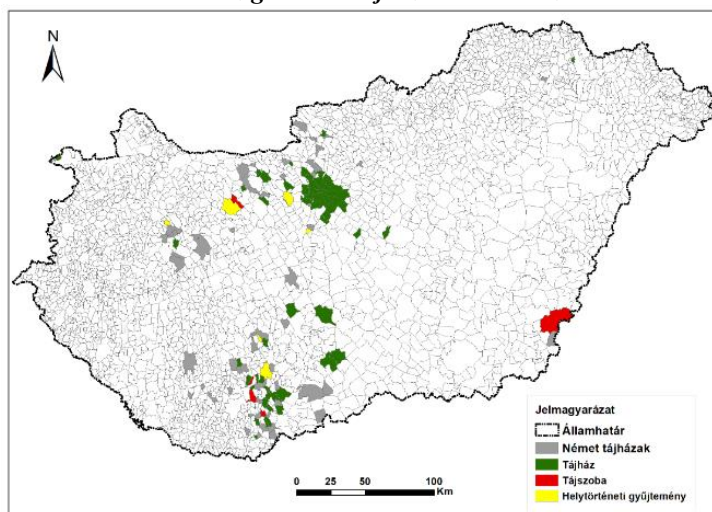 N
Jelmagyarázat
Államhatár
Német tájházak
Tájház
Tájszoba
Helytörténeti gyűjtemény
0 25 50 100
Km